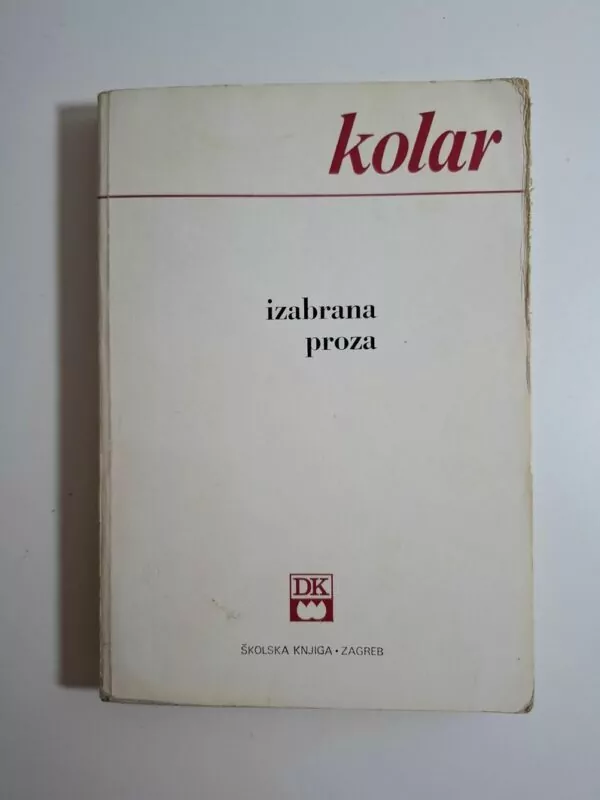 kolar
izabrana
proza
DK
ŠKOLSKA KNJIGA • ZAGREB